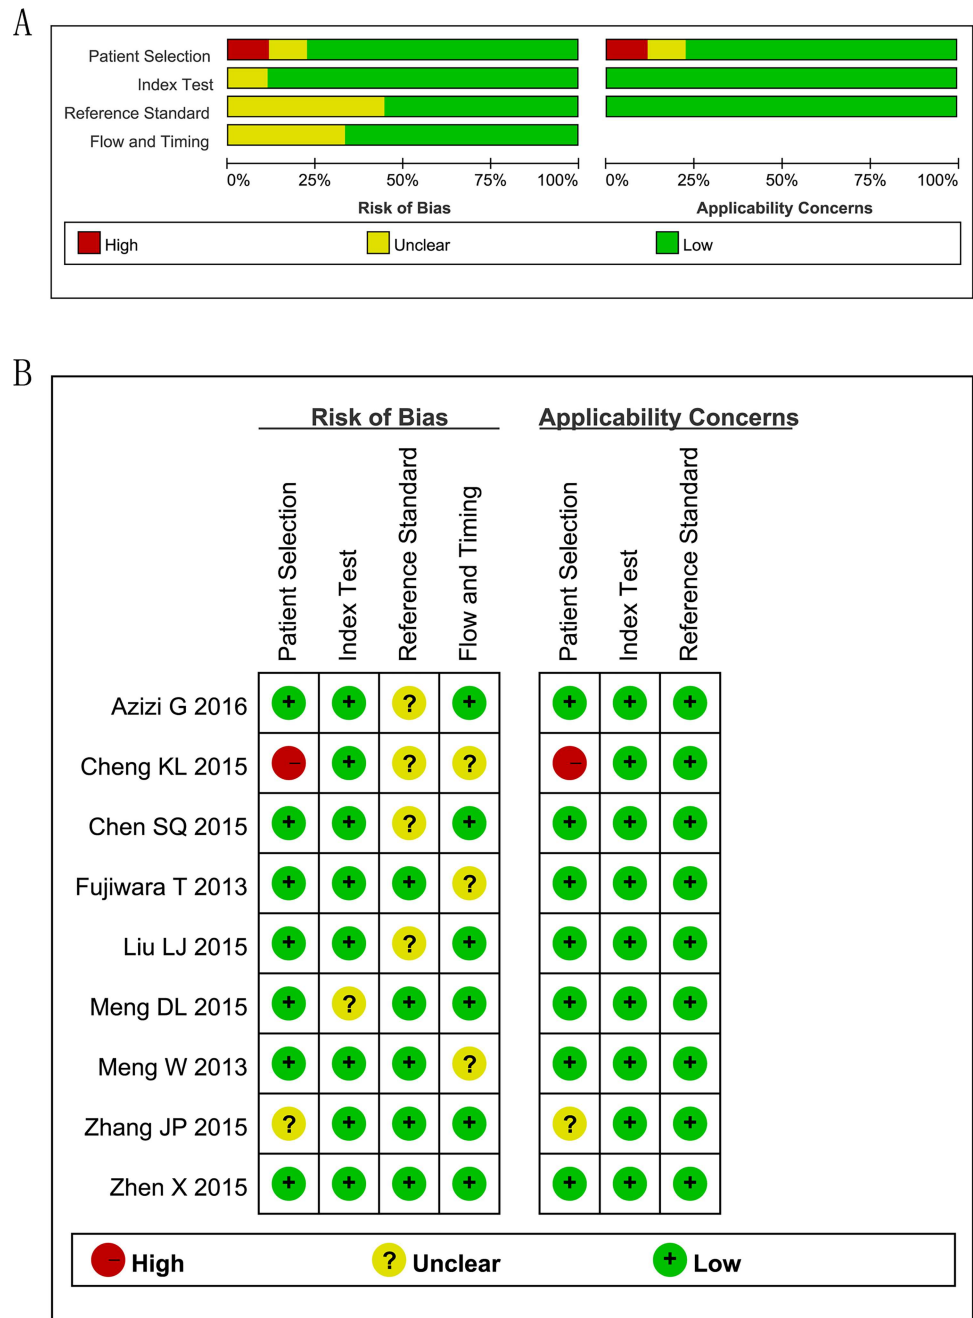 A
Patient Selection
Index Test
Reference Standard
Flow and Timing
0% 25% 50% 75% 100% 0% 25% 50% 75% 100%
Risk of Bias Applicability Concerns
High Unclear Low
B
Risk of Bias Applicability Concerns
Patient Selection Index Test Reference Standard Flow and Timing Patient Selection Index Test Reference Standard
Azizi G 2016 + + ? + + + +
Cheng KL 2015 – + ? ? – + +
Chen SQ 2015 + + ? + + + +
Fujiwara T 2013 + + + ? + + +
Liu LJ 2015 + + ? + + + +
Meng DL 2015 + ? + + + + +
Meng W 2013 + + + ? + + +
Zhang JP 2015 ? + + + ? + +
Zhen X 2015 + + + + + + +
– High ? Unclear + Low